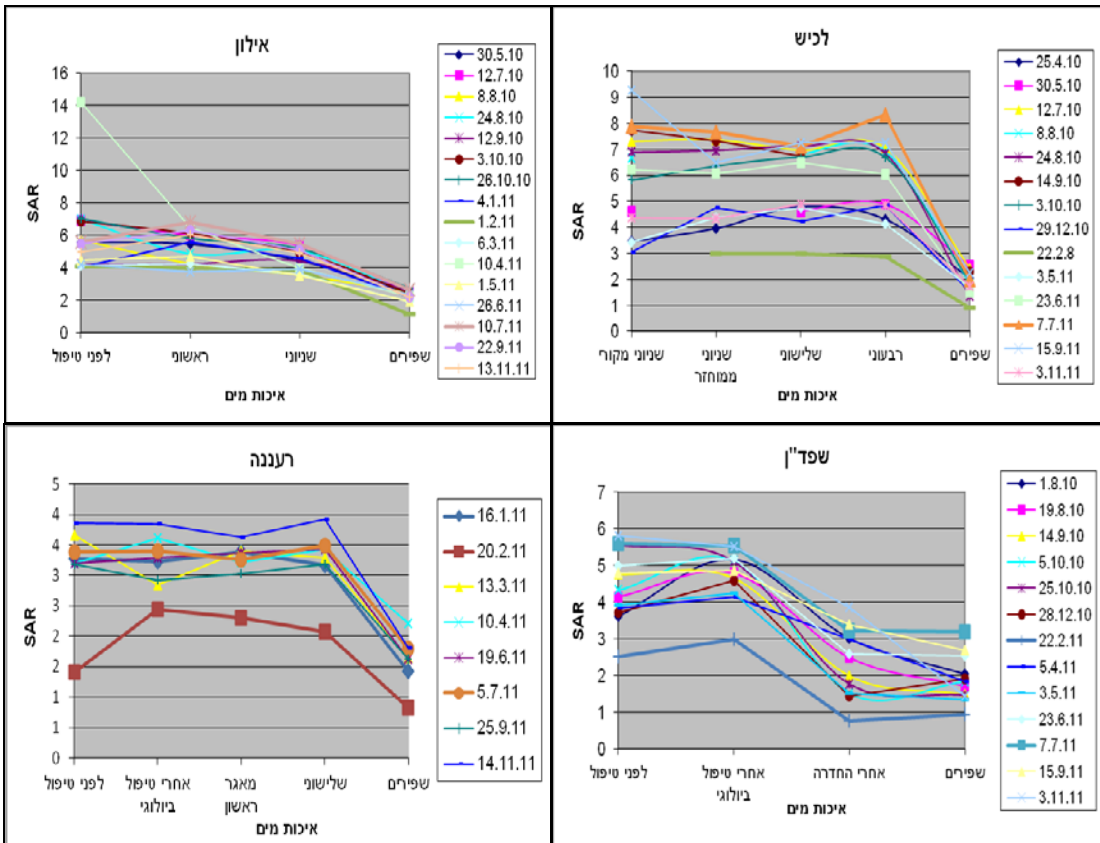 אילון
SAR
16
14
12
10
8
6
4
2
0
לפני טיפול
ראשוני
שניוני
שפירים
איכות מים
30.5.10
12.7.10
8.8.10
24.8.10
12.9.10
3.10.10
26.10.10
4.1.11
1.2.11
6.3.11
10.4.11
1.5.11
26.6.11
10.7.11
22.9.11
13.11.11
לכיש
SAR
10
9
8
7
6
5
4
3
2
1
0
שניוני מקורי
שניוני
ממוחזר
שלישוני
רבעוני
שפירים
איכות מים
25.4.10
30.5.10
12.7.10
8.8.10
24.8.10
14.9.10
3.10.10
29.12.10
22.2.8
3.5.11
23.6.11
7.7.11
15.9.11
3.11.11
רעננה
SAR
5
4
4
3
3
2
2
1
1
0
לפני טיפול
אחרי טיפול
ביולוגי
מאגר
ראשון
שלישוני
שפירים
איכות מים
16.1.11
20.2.11
13.3.11
10.4.11
19.6.11
5.7.11
25.9.11
14.11.11
שפד"ן
SAR
7
6
5
4
3
2
1
0
לפני טיפול
אחרי טיפול
ביולוגי
אחרי החדרה
שפירים
איכות מים
1.8.10
19.8.10
14.9.10
5.10.10
25.10.10
28.12.10
22.2.11
5.4.11
3.5.11
23.6.11
7.7.11
15.9.11
3.11.11